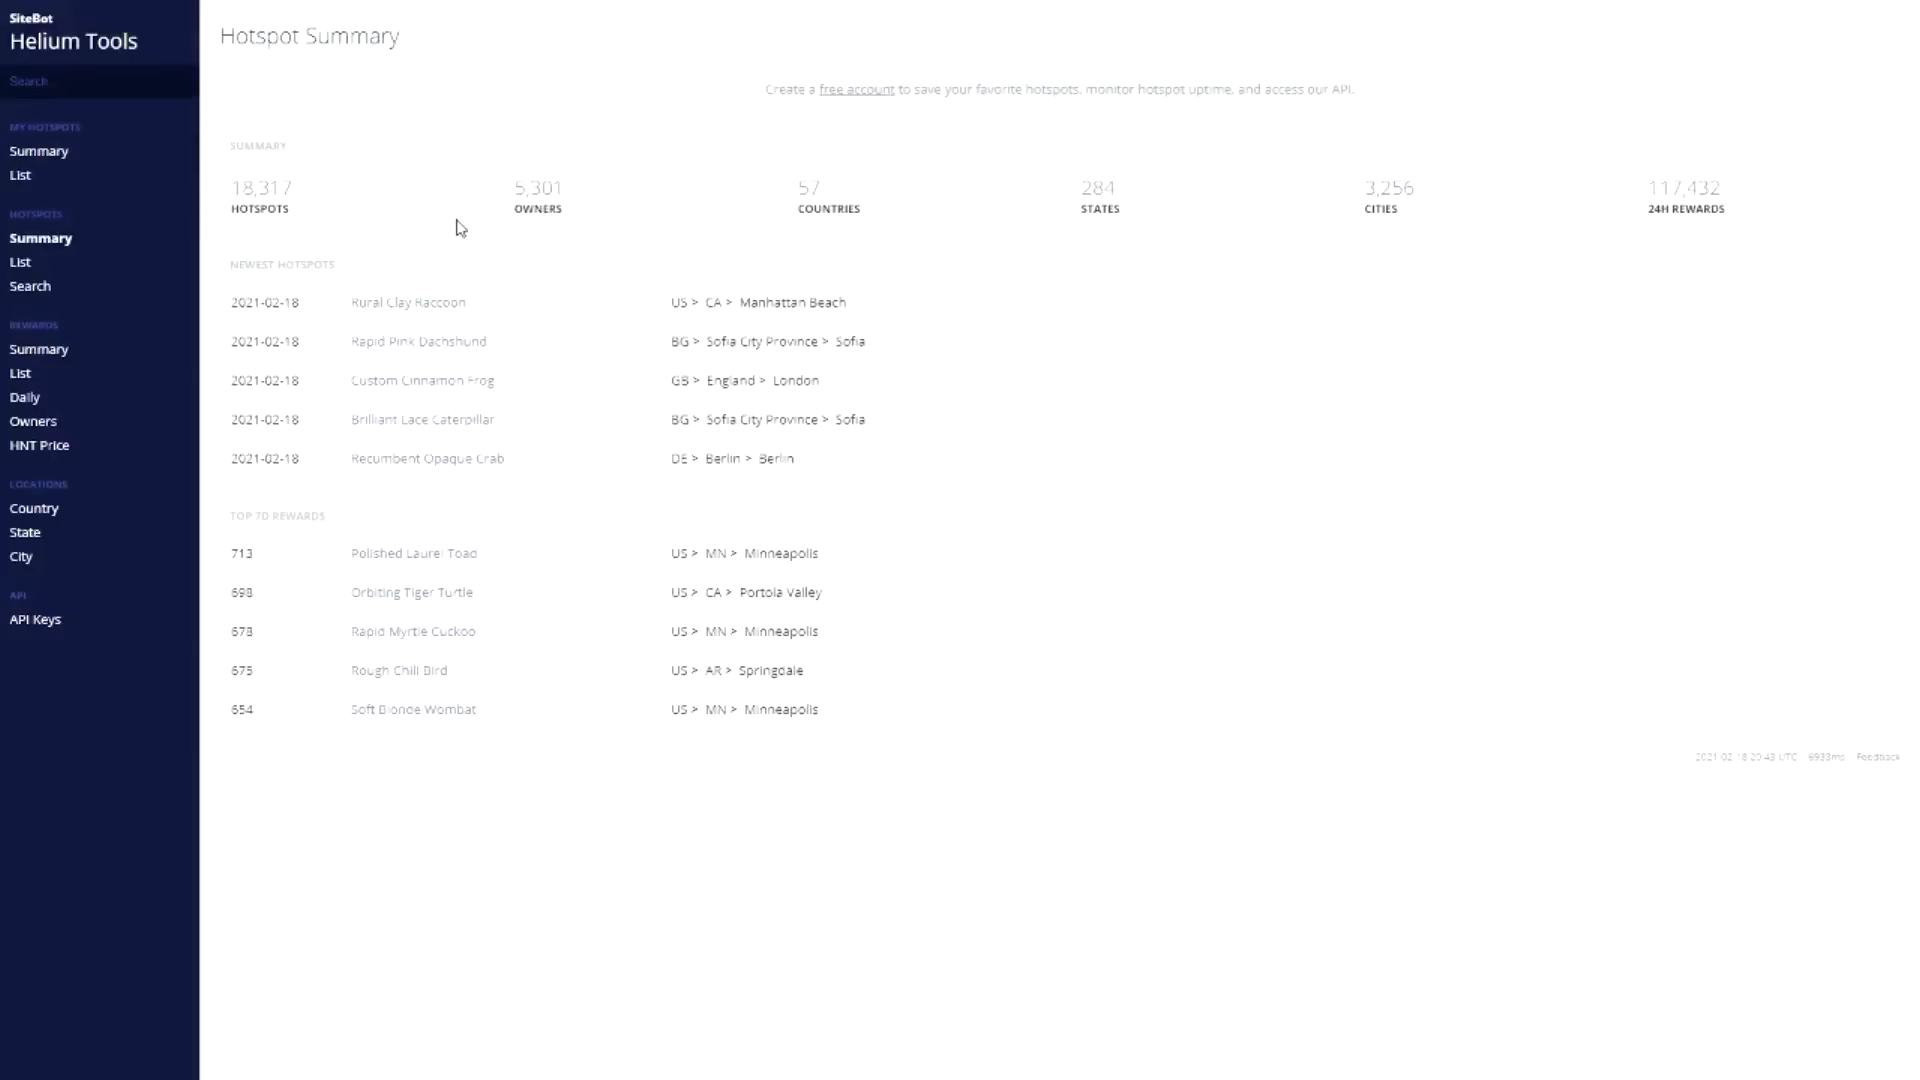 SiteBot
Helium Tools
Search
MY HOTSPOTS
Summary
List
HOTSPOTS
Summary
List
Search
REWARDS
Summary
List
Daily
Owners
HNT Price
LOCATIONS
Country
State
City
API
API Keys
Hotspot Summary
Create a free account to save your favorite hotspots, monitor hotspot uptime, and access our API.
SUMMARY
18,317 5,301 57 284 3,256 117,432
HOTSPOTS OWNERS COUNTRIES STATES CITIES 24H REWARDS
NEWEST HOTSPOTS
2021-02-18 Rural Clay Raccoon US > CA > Manhattan Beach
2021-02-18 Rapid Pink Dachshund BG > Sofia City Province > Sofia
2021-02-18 Custom Cinnamon Frog GB > England > London
2021-02-18 Brilliant Lace Caterpillar BG > Sofia City Province > Sofia
2021-02-18 Recumbent Opaque Crab DE > Berlin > Berlin
TOP 7D REWARDS
713 Polished Laurel Toad US > MN > Minneapolis
698 Orbiting Tiger Turtle US > CA > Portola Valley
678 Rapid Myrtle Cuckoo US > MN > Minneapolis
675 Rough Chili Bird US > AR > Springdale
654 Soft Blonde Wombat US > MN > Minneapolis
2021-02-18 20:43 UTC 6933ms Feedback